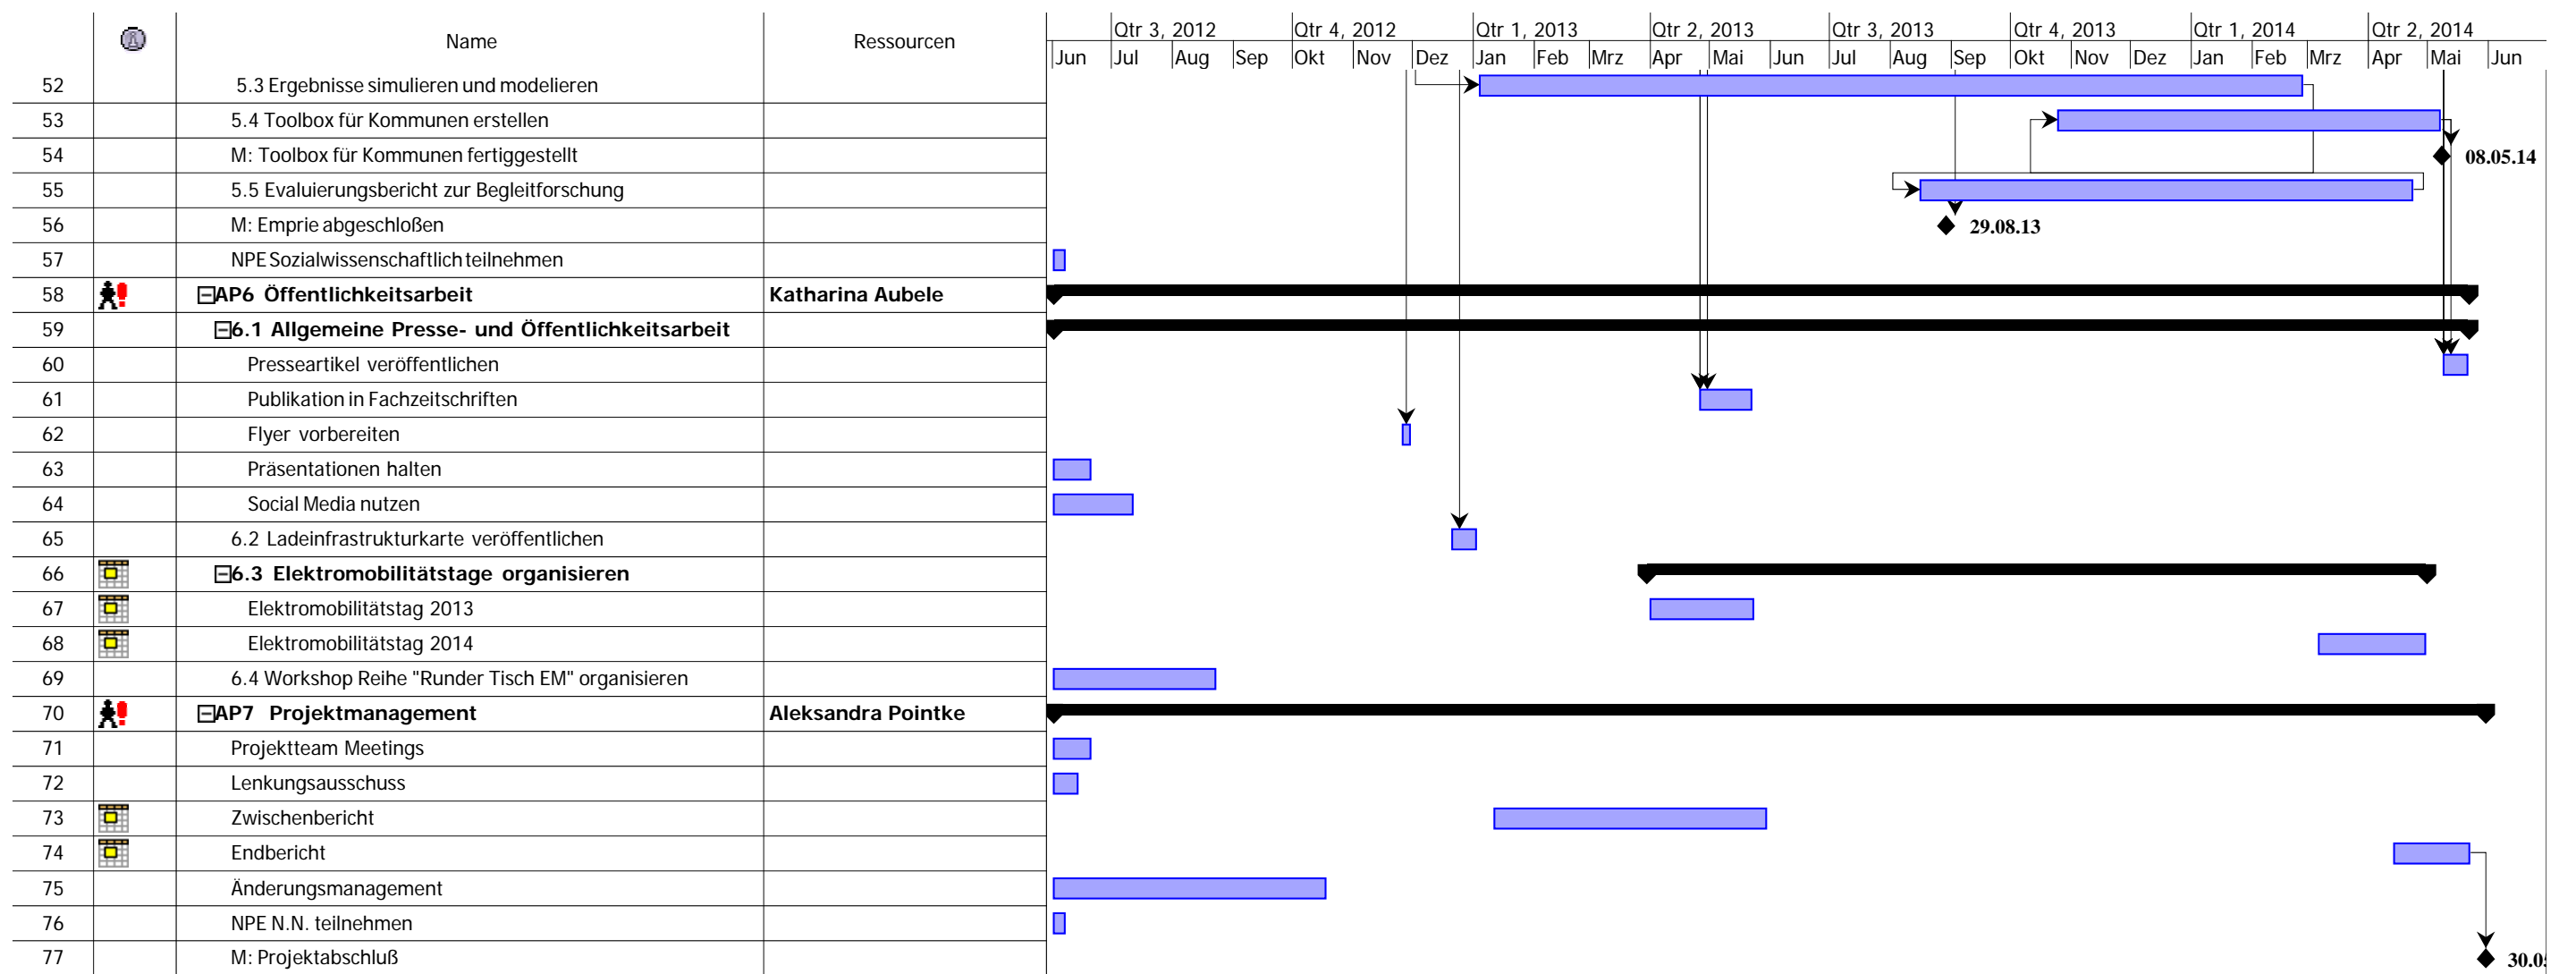 Name Ressourcen Qtr 3, 2012 Qtr 4, 2012 Qtr 1, 2013 Qtr 2, 2013 Qtr 3, 2013 Qtr 4, 2013 Qtr 1, 2014 Qtr 2, 2014
Jun Jul Aug Sep Okt Nov Dez Jan Feb Mrz Apr Mai Jun Jul Aug Sep Okt Nov Dez Jan Feb Mrz Apr Mai Jun
52 5.3 Ergebnisse simulieren und modelieren
53 5.4 Toolbox für Kommunen erstellen
54 M: Toolbox für Kommunen fertiggestellt 08.05.14
55 5.5 Evaluierungsbericht zur Begleitforschung
56 M: Emprie abgeschloßen 29.08.13
57 NPE Sozialwissenschaftlich teilnehmen
58 AP6 Öffentlichkeitsarbeit Katharina Aubele
59 6.1 Allgemeine Presse- und Öffentlichkeitsarbeit
60 Presseartikel veröffentlichen
61 Publikation in Fachzeitschriften
62 Flyer vorbereiten
63 Präsentationen halten
64 Social Media nutzen
65 6.2 Ladeinfrastrukturkarte veröffentlichen
66 6.3 Elektromobilitätstage organisieren
67 Elektromobilitätstag 2013
68 Elektromobilitätstag 2014
69 6.4 Workshop Reihe "Runder Tisch EM" organisieren
70 AP7 Projektmanagement Aleksandra Pointke
71 Projektteam Meetings
72 Lenkungsausschuss
73 Zwischenbericht
74 Endbericht
75 Änderungsmanagement
76 NPE N.N. teilnehmen
77 M: Projektabschluß